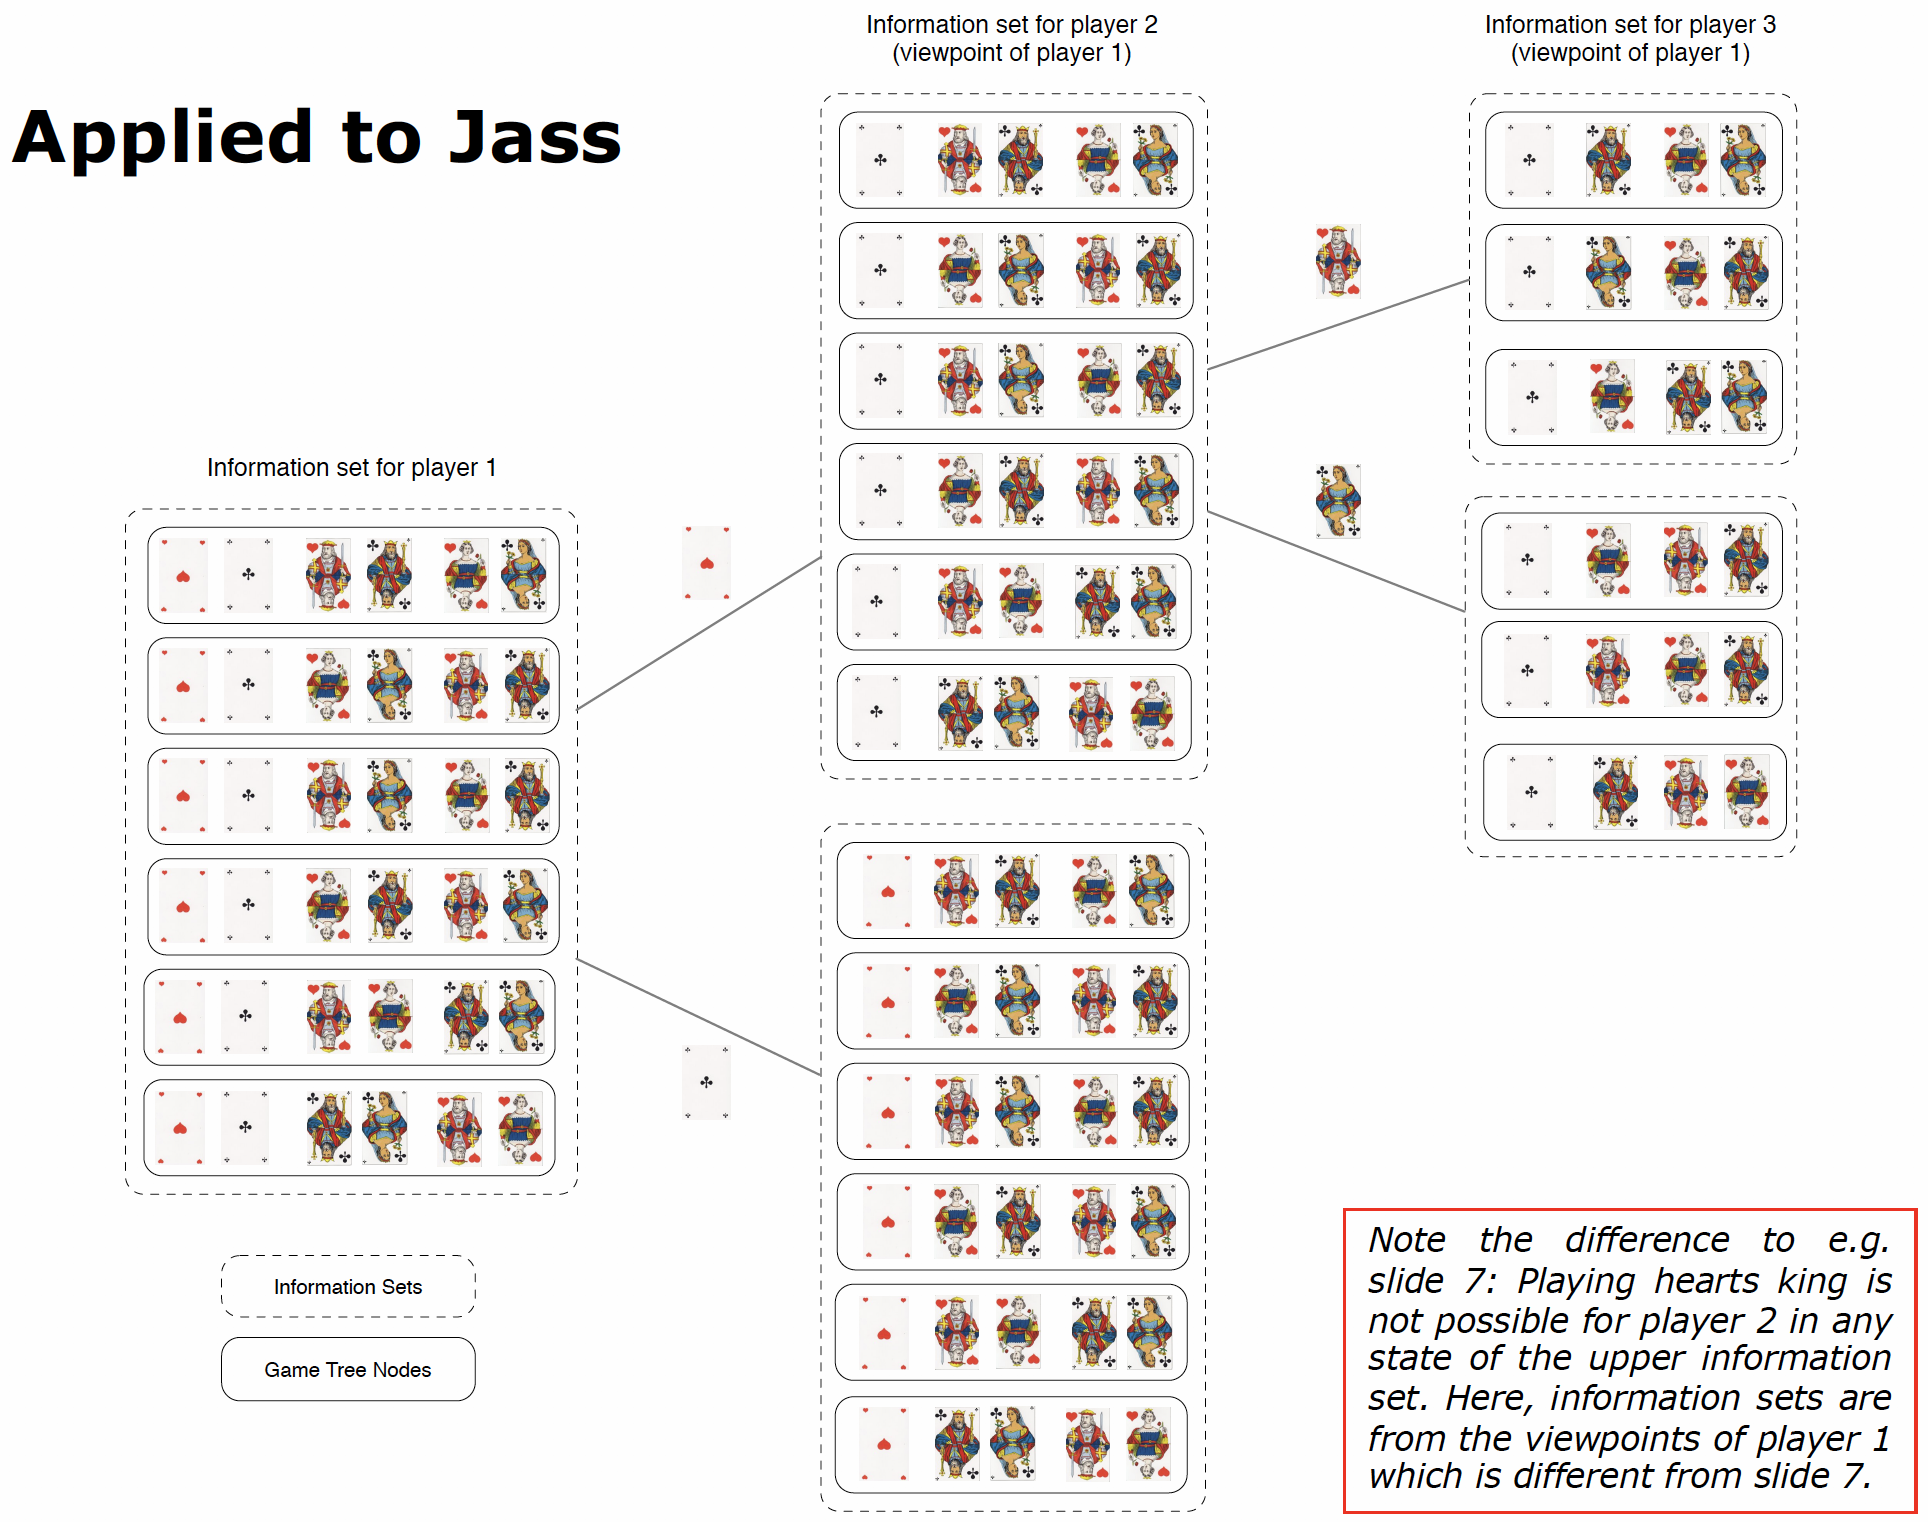 Applied to Jass
Information set for player 2
(viewpoint of player 1)
Information set for player 3
(viewpoint of player 1)
Information set for player 1
Information Sets
Game Tree Nodes
Note the difference to e.g.
slide 7: Playing hearts king is
not possible for player 2 in any
state of the upper information
set. Here, information sets are
from the viewpoints of player 1
which is different from slide 7.